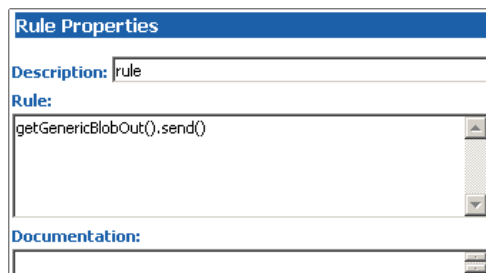 Rule Properties
Description: rule
Rule:
getGenericBlobOut().send()
Documentation: